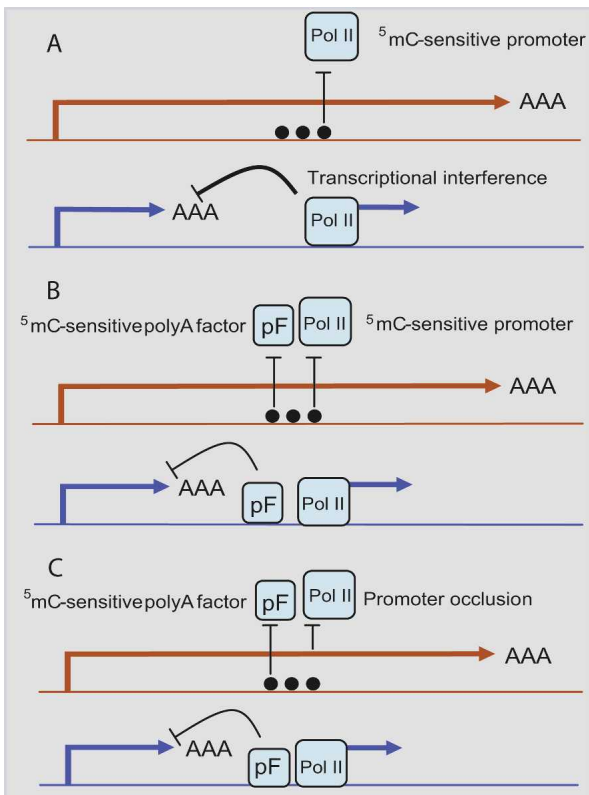 A
Pol II
⁵mC-sensitive promoter
AAA
Transcriptional interference
AAA
Pol II
B
⁵mC-sensitive polyA factor
pF
Pol II
⁵mC-sensitive promoter
AAA
AAA
pF
Pol II
C
⁵mC-sensitive polyA factor
pF
Pol II
Promoter occlusion
AAA
AAA
pF
Pol II